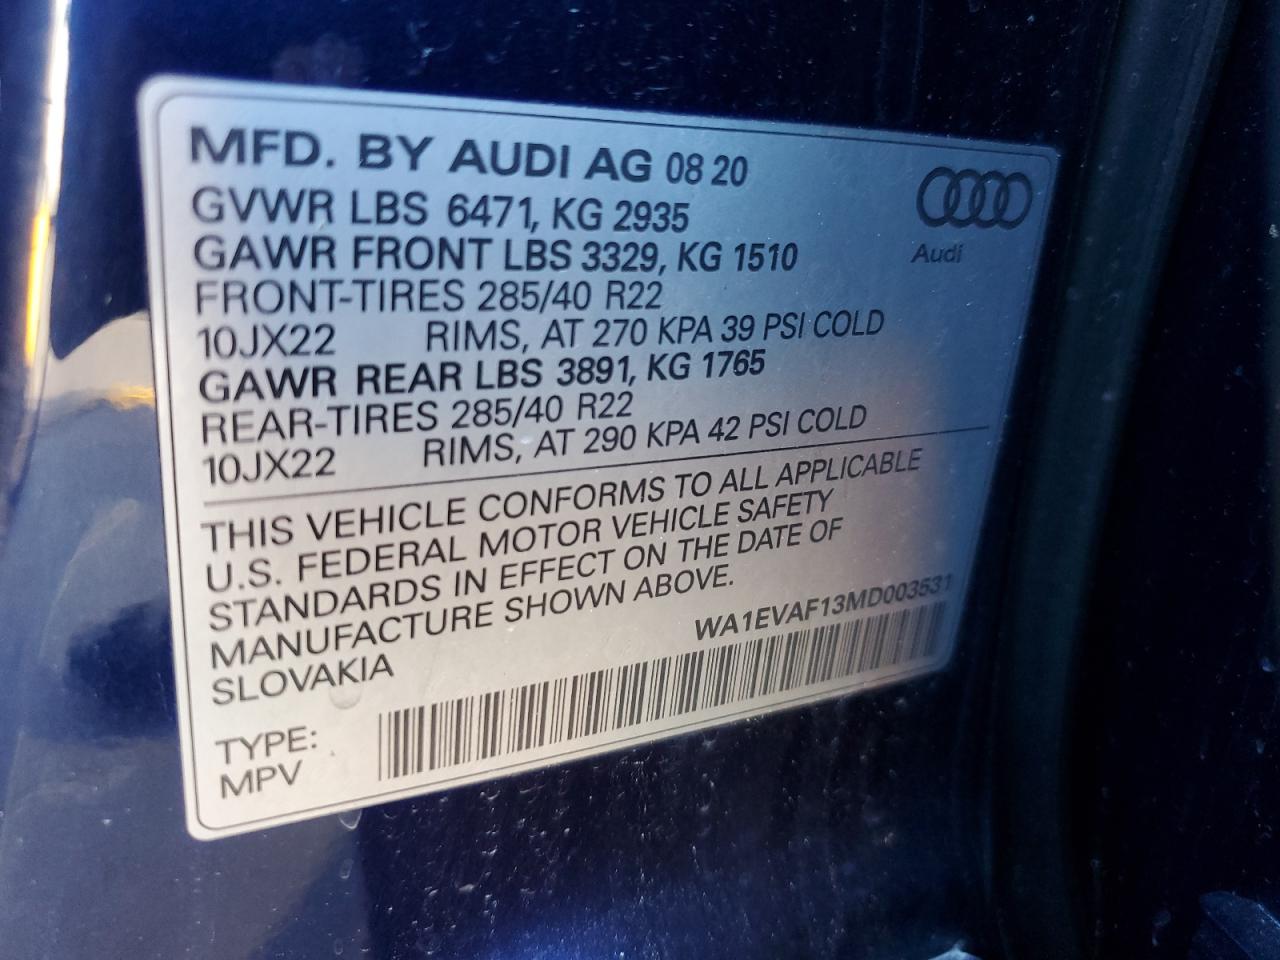 MFD. BY AUDI AG 08 20
GVWR LBS 6471, KG 2935
GAWR FRONT LBS 3329, KG 1510
FRONT-TIRES 285/40 R22
10JX22 RIMS, AT 270 KPA 39 PSI COLD
GAWR REAR LBS 3891, KG 1765
REAR-TIRES 285/40 R22
10JX22 RIMS, AT 290 KPA 42 PSI COLD
Audi
THIS VEHICLE CONFORMS TO ALL APPLICABLE
U.S. FEDERAL MOTOR VEHICLE SAFETY
STANDARDS IN EFFECT ON THE DATE OF
MANUFACTURE SHOWN ABOVE.
SLOVAKIA
WA1EVAF13MD003531
TYPE:
MPV